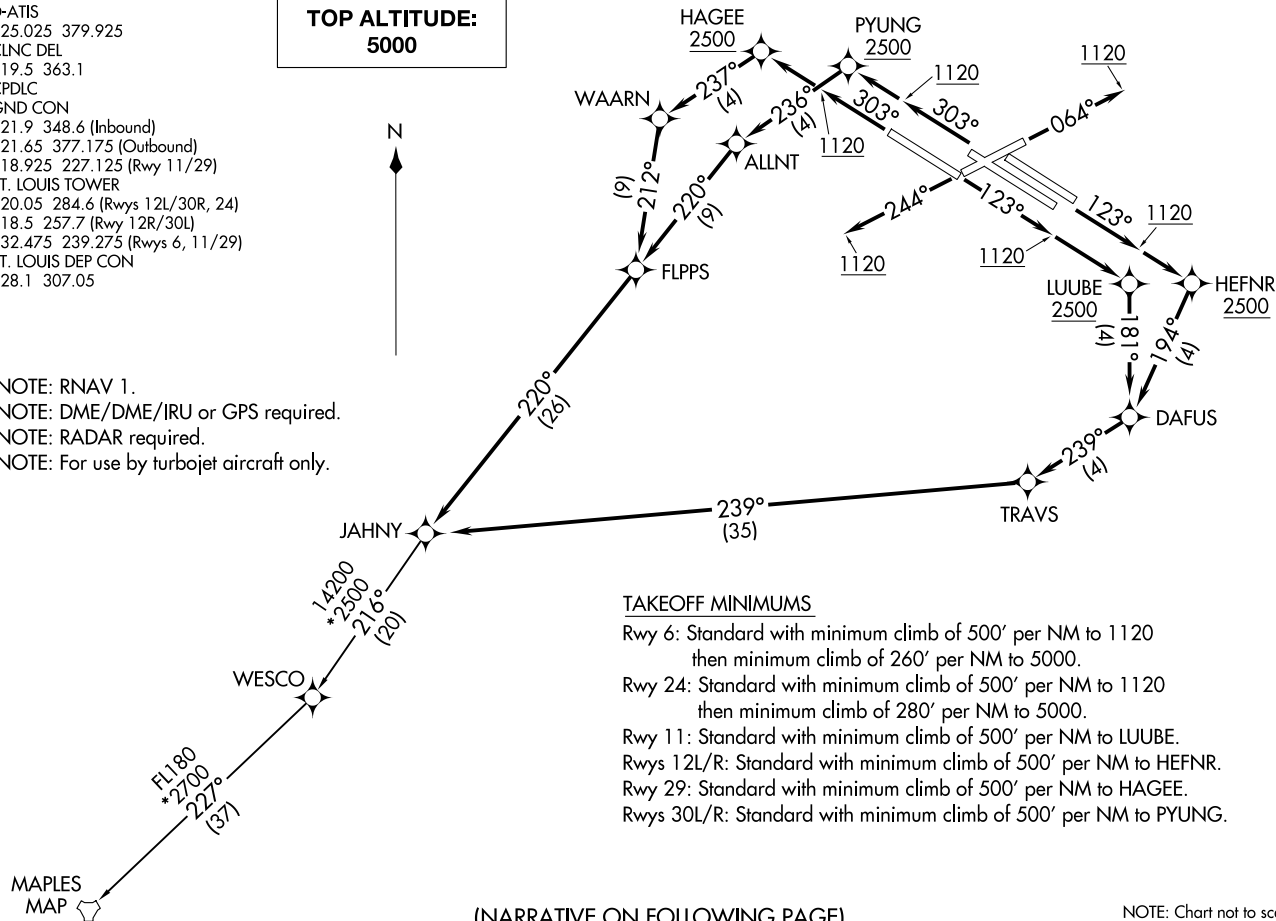 -ATIS
25.025 379.925
LNC DEL
19.5 363.1
PDLC
GND CON
21.9 348.6 (Inbound)
21.65 377.175 (Outbound)
18.925 227.125 (Rwy 11/29)
T. LOUIS TOWER
20.05 284.6 (Rwys 12L/30R, 24)
18.5 257.7 (Rwy 12R/30L)
32.475 239.275 (Rwys 6, 11/29)
T. LOUIS DEP CON
28.1 307.05
TOP ALTITUDE:
5000
N
HAGEE
2500
PYUNG
2500
1120
1120
WAARN
237°
(4)
236°
(4)
303°
303°
064°
1120
ALLNT
212°
(9)
220°
(9)
244°
123°
123°
1120
1120
1120
FLPPS
LUUBE
2500
HEFNR
2500
181°
(4)
194°
(4)
NOTE: RNAV 1.
NOTE: DME/DME/IRU or GPS required.
NOTE: RADAR required.
NOTE: For use by turbojet aircraft only.
220°
(26)
DAFUS
239°
(4)
TRAVS
239°
(35)
JAHNY
14200
*2500
216°
(20)
WESCO
FL180
*2700
227°
(37)
MAPLES
MAP
TAKEOFF MINIMUMS
Rwy 6: Standard with minimum climb of 500' per NM to 1120
then minimum climb of 260' per NM to 5000.
Rwy 24: Standard with minimum climb of 500' per NM to 1120
then minimum climb of 280' per NM to 5000.
Rwy 11: Standard with minimum climb of 500' per NM to LUUBE.
Rwys 12L/R: Standard with minimum climb of 500' per NM to HEFNR.
Rwy 29: Standard with minimum climb of 500' per NM to HAGEE.
Rwys 30L/R: Standard with minimum climb of 500' per NM to PYUNG.
(NARRATIVE ON FOLLOWING PAGE)
NOTE: Chart not to sc